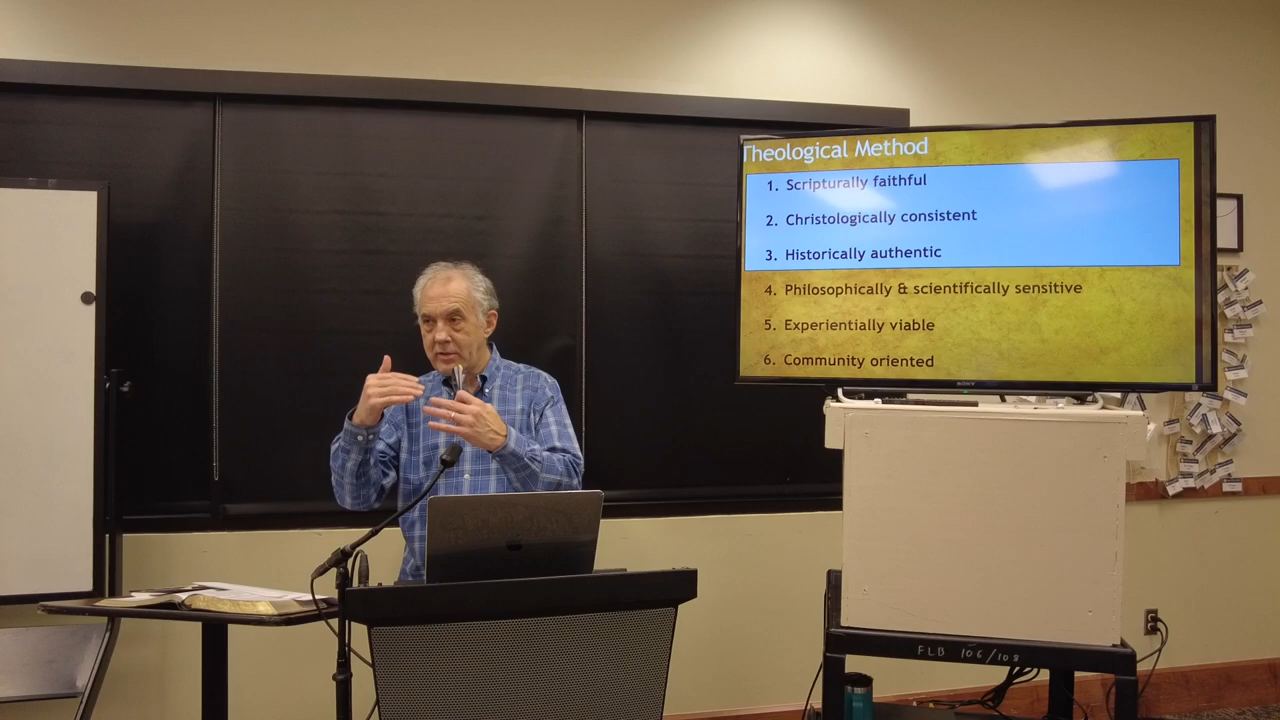 Theological Method
1. Scripturally faithful
2. Christologically consistent
3. Historically authentic
4. Philosophically & scientifically sensitive
5. Experientially viable
6. Community oriented
SONY
FLB 106/108